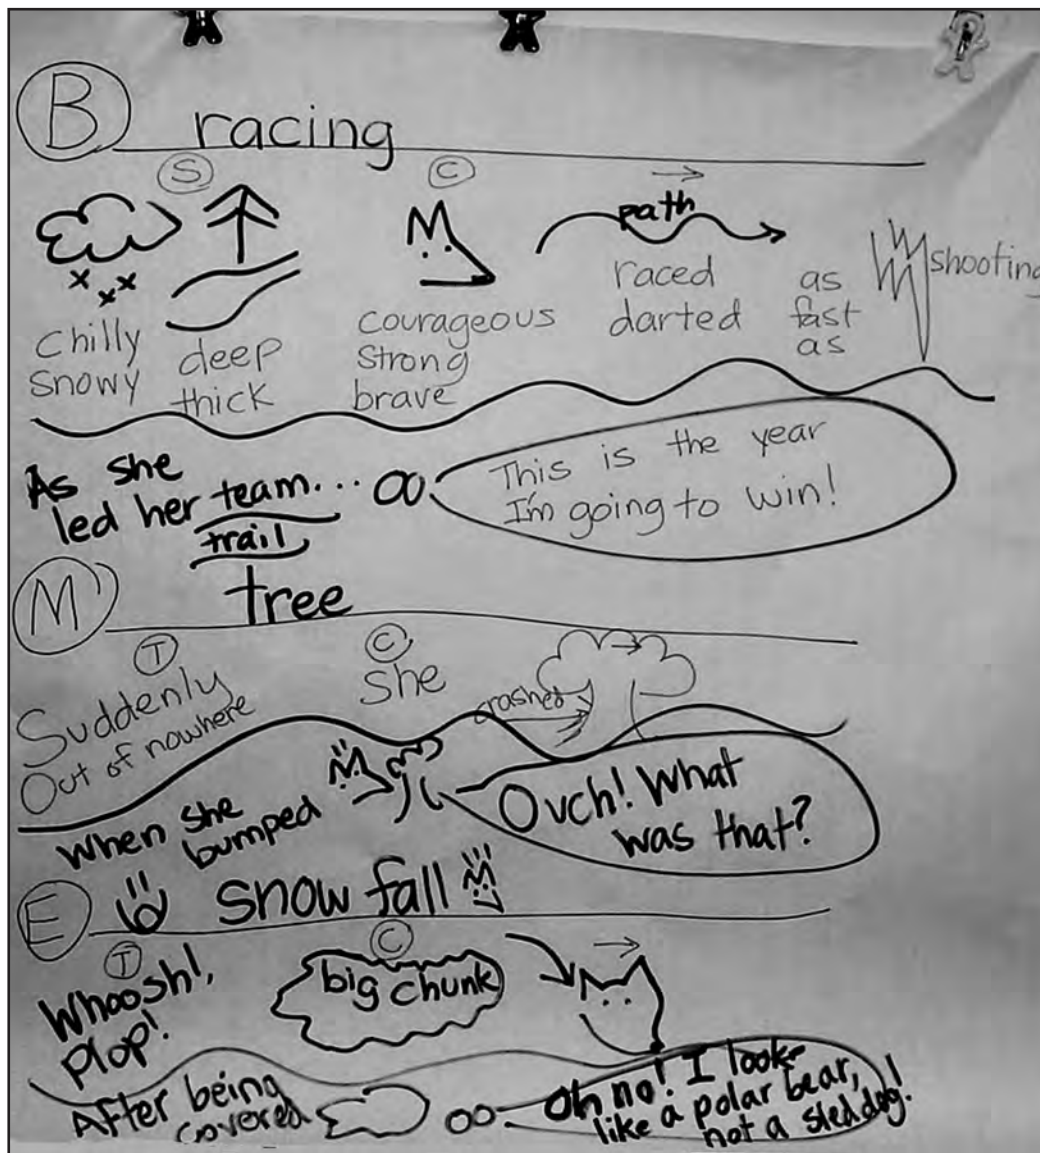 B racing
S C
path
chilly
snowy
deep
thick
courageous
strong
brave
raced
darted
as
fast
as
shooting
As she
led her team...
trail
This is the year
I'm going to win!
M tree
T C
Suddenly
Out of nowhere
she
crashed
When she
bumped
Ouch! What
was that?
E snow fall
T C
Whoosh!,
plop!
big chunk
After being
covered
Oh no! I look
like a polar bear,
not a sled dog!